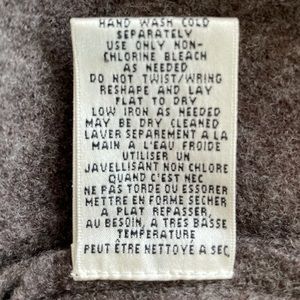 HAND WASH COLD
SEPARATELY
USE ONLY NON-
CHLORINE BLEACH
AS NEEDED
DO NOT TWIST/WRING
RESHAPE AND LAY
FLAT TO DRY
LOW IRON AS NEEDED
MAY BE DRY CLEANED
LAVER SEPAREMENT A LA
MAIN A L'EAU FROIDE
UTILISER UN
JAVELLISANT NON CHLORE
QUAND C'EST NEC
NE PAS TORDE OU ESSORER
METTRE EN FORME SECHER
A PLAT REPASSER,
AU BESOIN, A TRES BASSE
TEMPERATURE
PEUT ÊTRE NETTOYÉ A SEC